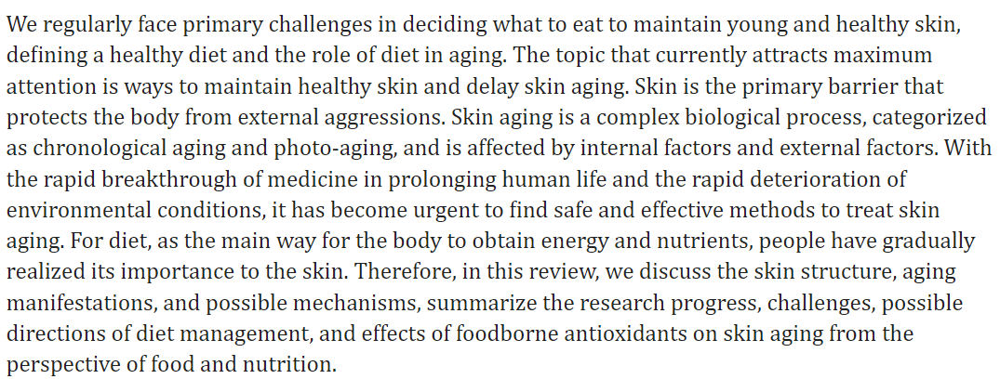 We regularly face primary challenges in deciding what to eat to maintain young and healthy skin,
defining a healthy diet and the role of diet in aging. The topic that currently attracts maximum
attention is ways to maintain healthy skin and delay skin aging. Skin is the primary barrier that
protects the body from external aggressions. Skin aging is a complex biological process, categorized
as chronological aging and photo-aging, and is affected by internal factors and external factors. With
the rapid breakthrough of medicine in prolonging human life and the rapid deterioration of
environmental conditions, it has become urgent to find safe and effective methods to treat skin
aging. For diet, as the main way for the body to obtain energy and nutrients, people have gradually
realized its importance to the skin. Therefore, in this review, we discuss the skin structure, aging
manifestations, and possible mechanisms, summarize the research progress, challenges, possible
directions of diet management, and effects of foodborne antioxidants on skin aging from the
perspective of food and nutrition.